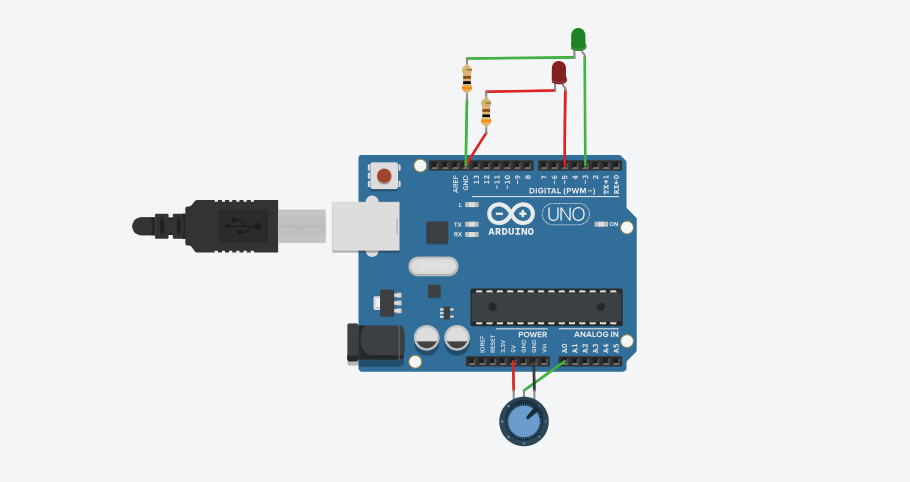 AREF
GND
13
12
~11
~10
~9
8
7
~6
~5
4
~3
2
TX→1
RX←0
DIGITAL (PWM~)
L
TX
RX
UNO
ARDUINO
ON
POWER
ANALOG IN
IOREF
RESET
3.3V
5V
GND
GND
Vin
A0
A1
A2
A3
A4
A5